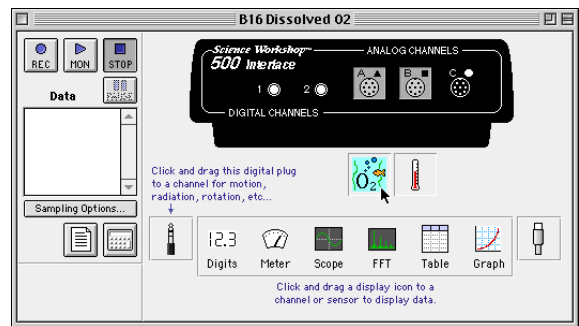 B16 Dissolved O2
REC MON STOP
Data
Sampling Options...
Science Workshop™
500 Interface
ANALOG CHANNELS
A B C
1 2
DIGITAL CHANNELS
O2
Click and drag this digital plug
to a channel for motion,
radiation, rotation, etc...
12.3
Digits Meter Scope FFT Table Graph
Click and drag a display icon to a
channel or sensor to display data.